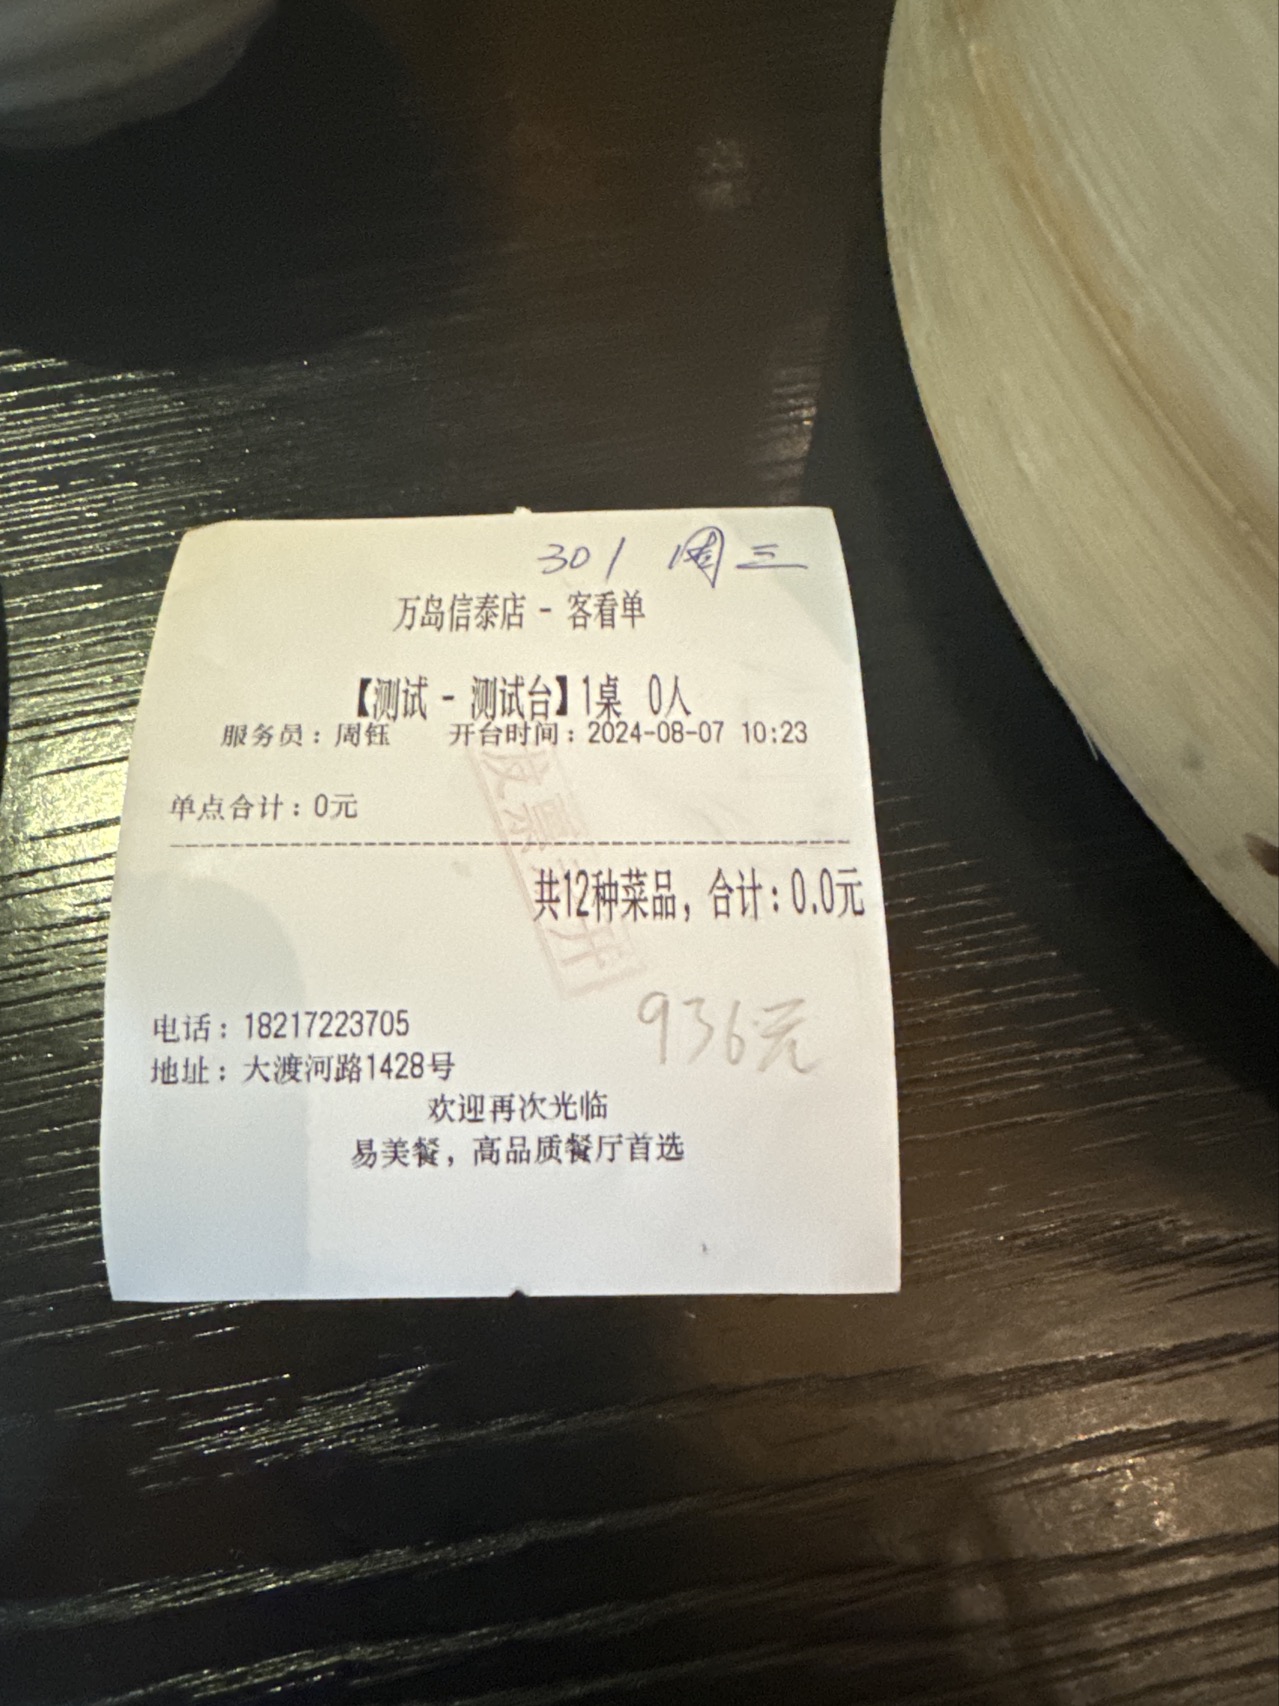 301 周三
万岛信泰店 - 客看单
【测试 - 测试台】1桌 0人
服务员：周钰 开台时间：2024-08-07 10:23
单点合计：0元
共12种菜品，合计：0.0元
发票 开
936元
电话：18217223705
地址：大渡河路1428号
欢迎再次光临
易美餐，高品质餐厅首选